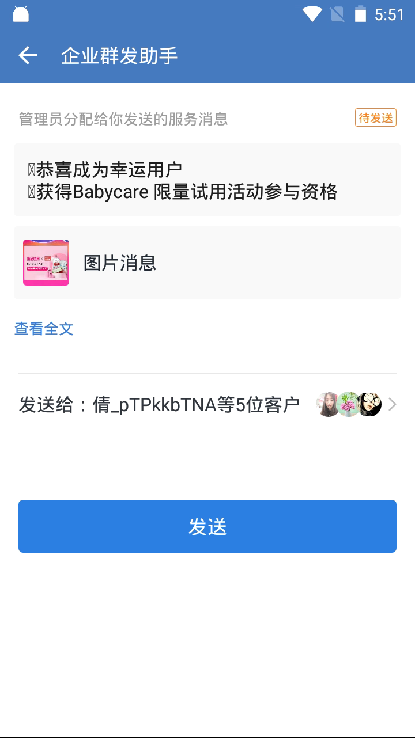 5:51
企业群发助手
管理员分配给你发送的服务消息
待发送
恭喜成为幸运用户
获得Babycare 限量试用活动参与资格
图片消息
查看全文
发送给：倩_pTPkkbTNA等5位客户
发送